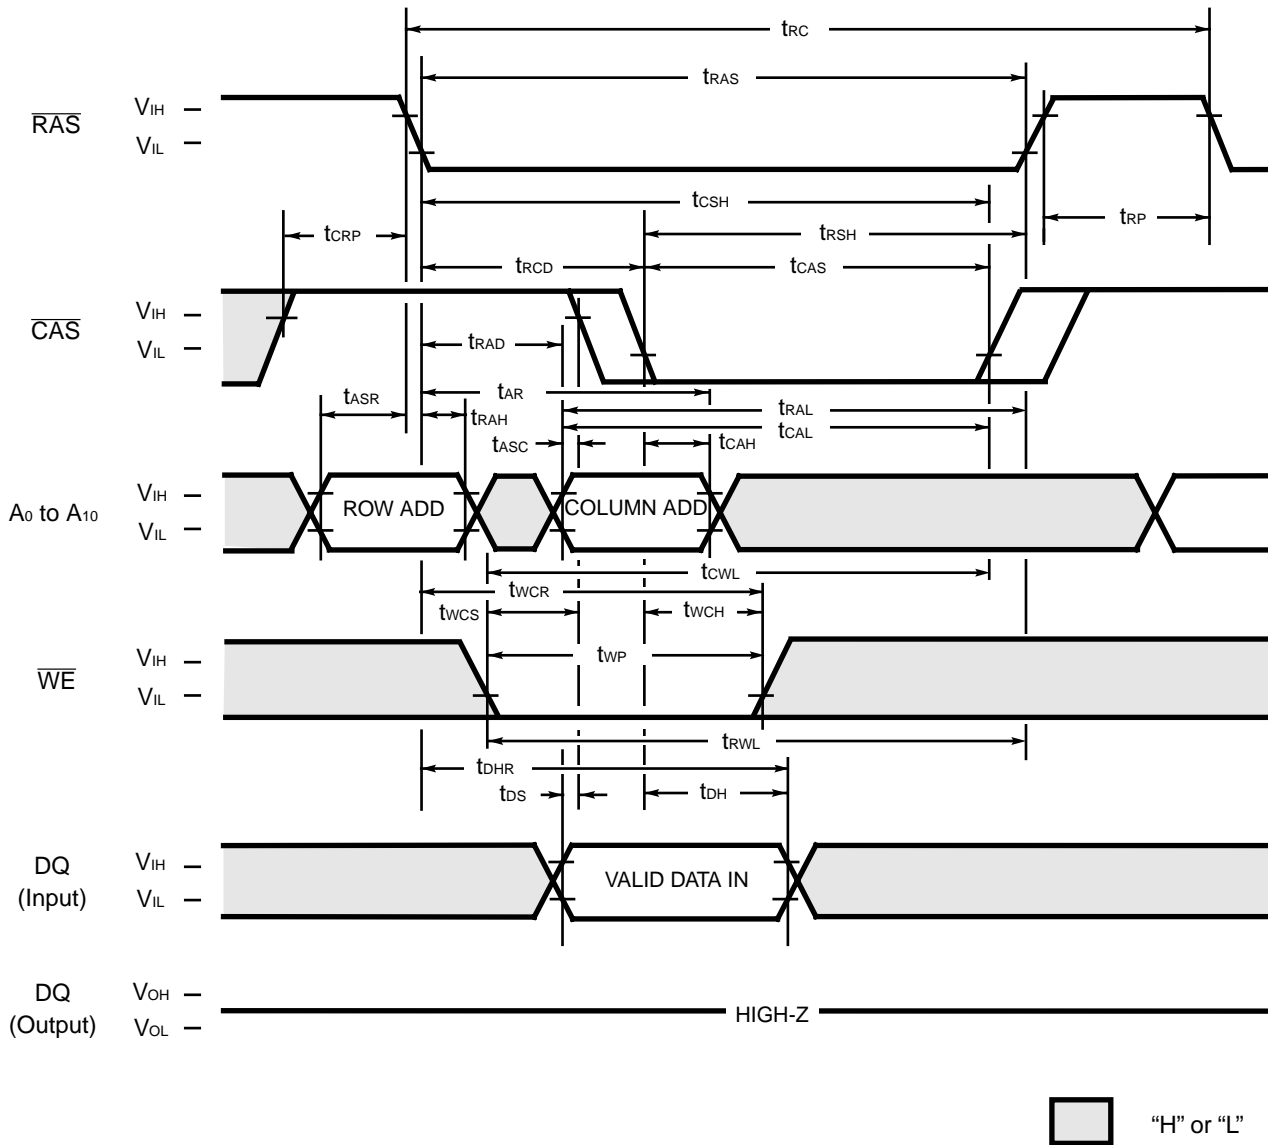 tRC
tRAS
RAS
VIH
VIL
tCSH
tCRP
tRSH
tRP
tRCD
tCAS
CAS
VIH
VIL
tRAD
tAR
tASR
tRAH
tRAL
tASC
tCAH
tCAL
A0 to A10
VIH
VIL
ROW ADD
COLUMN ADD
tCWL
tWCR
tWCS
tWCH
WE
VIH
VIL
tWP
tRWL
tDHR
tDS
tDH
DQ
(Input)
VIH
VIL
VALID DATA IN
DQ
(Output)
VOH
VOL
HIGH-Z
“H” or “L”